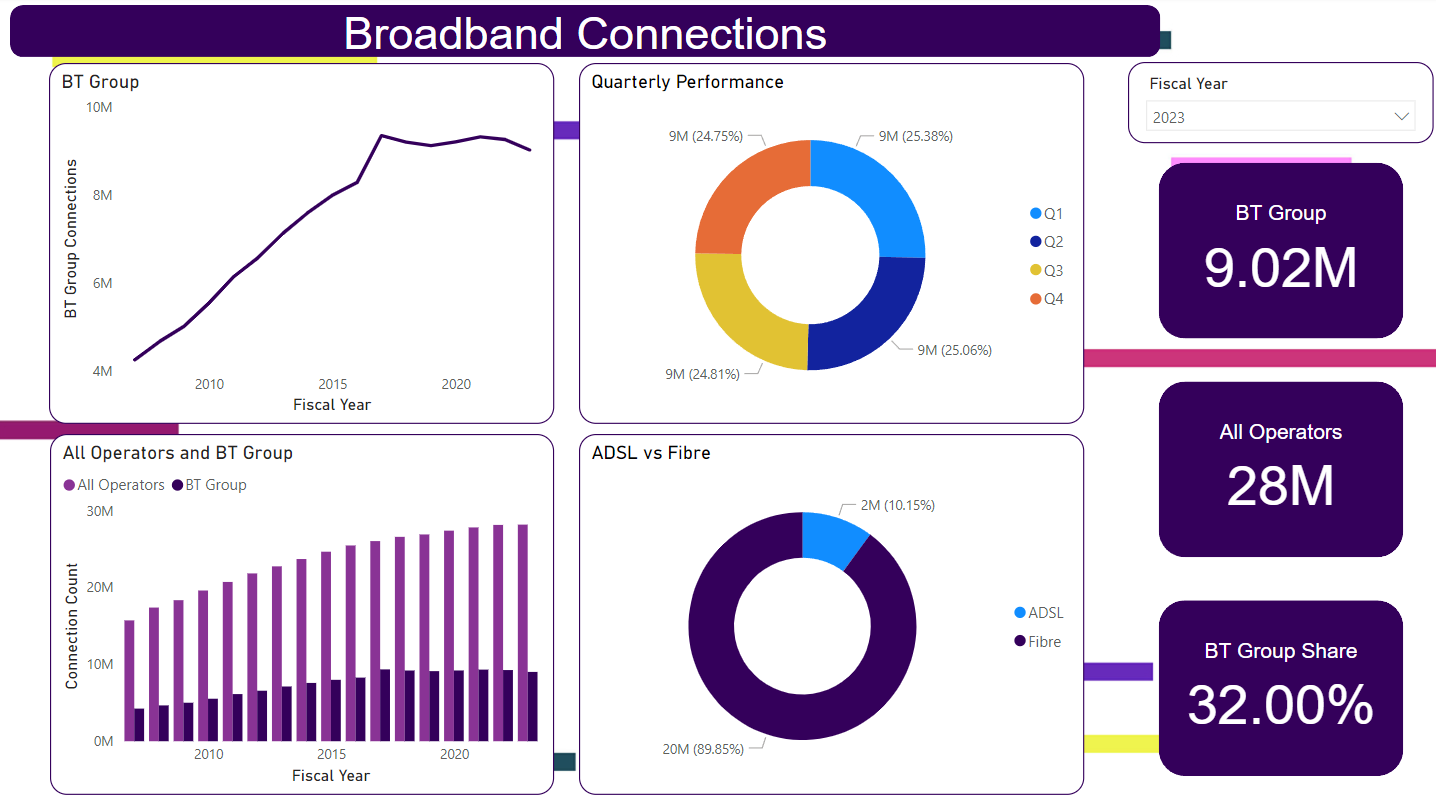 Broadband Connections
BT Group
10M
8M
6M
4M
BT Group Connections
2010
2015
2020
Fiscal Year
Quarterly Performance
9M (24.75%)
9M (25.38%)
9M (25.06%)
9M (24.81%)
Q1
Q2
Q3
Q4
Fiscal Year
2023
BT Group
9.02M
All Operators
28M
BT Group Share
32.00%
All Operators and BT Group
All Operators
BT Group
30M
20M
10M
0M
Connection Count
2010
2015
2020
Fiscal Year
ADSL vs Fibre
2M (10.15%)
20M (89.85%)
ADSL
Fibre